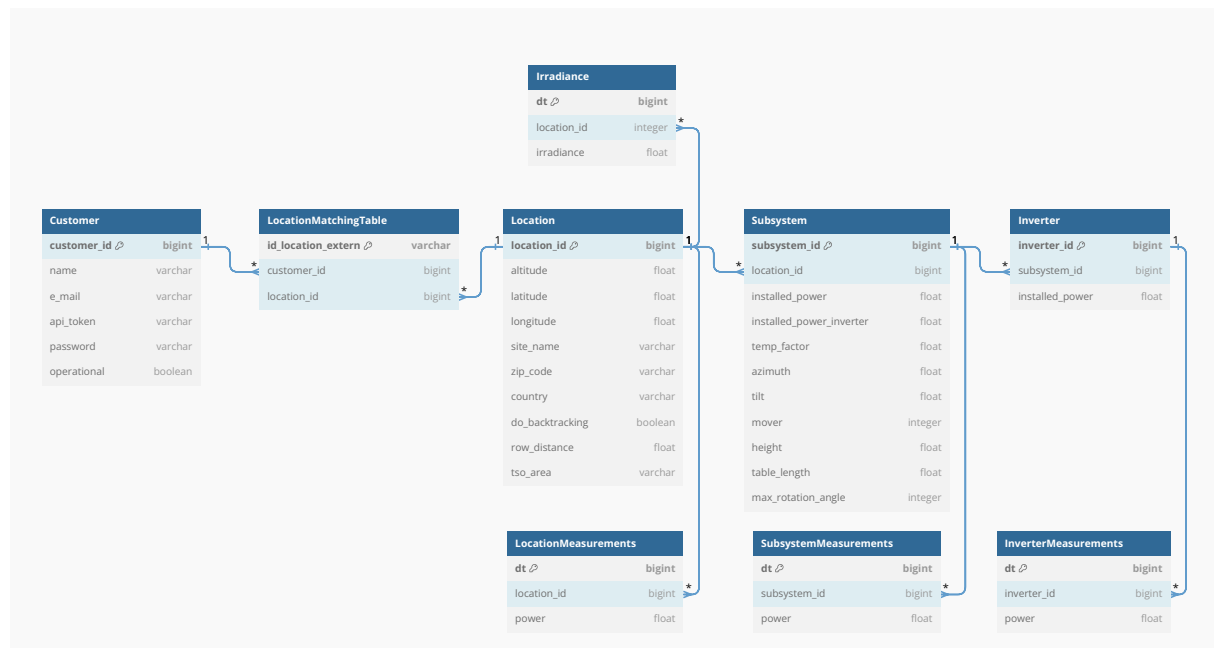 Irradiance
dt bigint
* 
location_id integer
irradiance float
Customer
customer_id bigint 1
name varchar
e_mail varchar
api_token varchar
password varchar
operational boolean
LocationMatchingTable
id_location_extern varchar
* customer_id bigint
location_id bigint *
Location
1 location_id bigint 1
altitude float
latitude float
longitude float
site_name varchar
zip_code varchar
country varchar
do_backtracking boolean
row_distance float
tso_area varchar
Subsystem
subsystem_id bigint 1
* location_id bigint
installed_power float
installed_power_inverter float
temp_factor float
azimuth float
tilt float
mover integer
height float
table_length float
max_rotation_angle integer
Inverter
inverter_id bigint 1
* subsystem_id bigint
installed_power float
LocationMeasurements
dt bigint
location_id bigint *
power float
SubsystemMeasurements
dt bigint
subsystem_id bigint *
power float
InverterMeasurements
dt bigint
inverter_id bigint *
power float